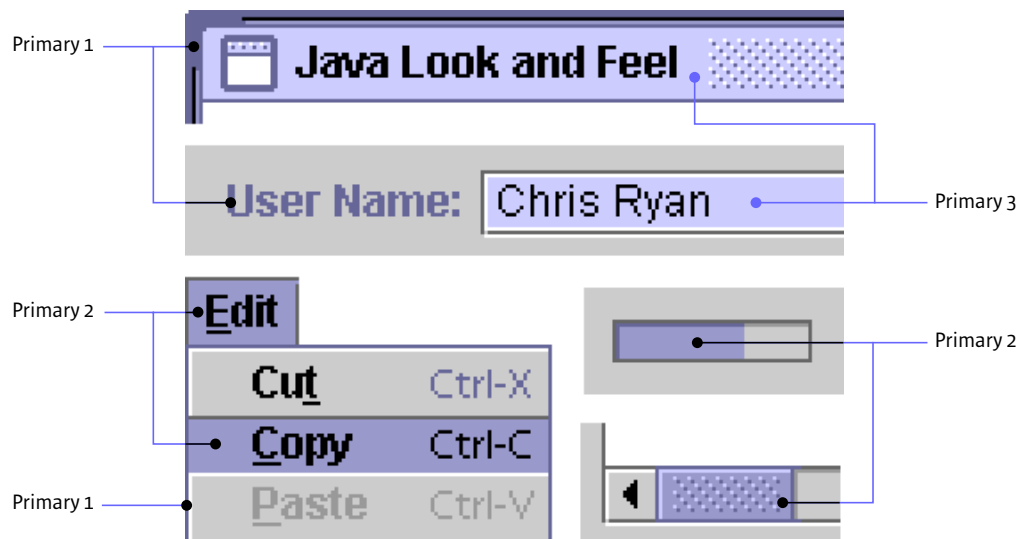 Primary 1
Java Look and Feel
User Name: Chris Ryan
Primary 3
Primary 2
Edit
Primary 2
Cut Ctrl-X
Copy Ctrl-C
Primary 1
Paste Ctrl-V